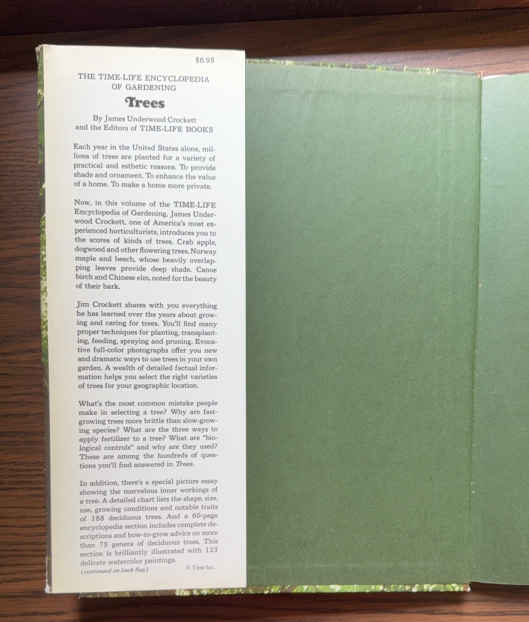 $6.95
THE TIME-LIFE ENCYCLOPEDIA
OF GARDENING
Trees
By James Underwood Crockett
and the Editors of TIME-LIFE BOOKS
Each year in the United States alone, mil-
lions of trees are planted for a variety of
practical and esthetic reasons. To provide
shade and ornament. To enhance the value
of a home. To make a home more private.
Now, in this volume of the TIME-LIFE
Encyclopedia of Gardening, James Under-
wood Crockett, one of America's most ex-
perienced horticulturists, introduces you to
the scores of kinds of trees. Crab apple,
dogwood and other flowering trees, Norway
maple and beech, whose heavily overlap-
ping leaves provide deep shade. Canoe
birch and Chinese elm, noted for the beauty
of their bark.
Jim Crockett shares with you everything
he has learned over the years about grow-
ing and caring for trees. You'll find many
proper techniques for planting, transplant-
ing, feeding, spraying and pruning. Evoca-
tive full-color photographs offer you new
and dramatic ways to use trees in your own
garden. A wealth of detailed factual infor-
mation helps you select the right varieties
of trees for your geographic location.
What's the most common mistake people
make in selecting a tree? Why are fast-
growing trees more brittle than slow-grow-
ing species? What are the three ways to
apply fertilizer to a tree? What are "bio-
logical controls" and why are they used?
These are among the hundreds of ques-
tions you'll find answered in Trees.
In addition, there's a special picture essay
showing the marvelous inner workings of
a tree. A detailed chart lists the shape, size,
use, growing conditions and notable traits
of 188 deciduous trees. And a 60-page
encyclopedia section includes complete de-
scriptions and how-to-grow advice on more
than 75 genera of deciduous trees. This
section is brilliantly illustrated with 123
delicate watercolor paintings.
(continued on back flap) © Time Inc.